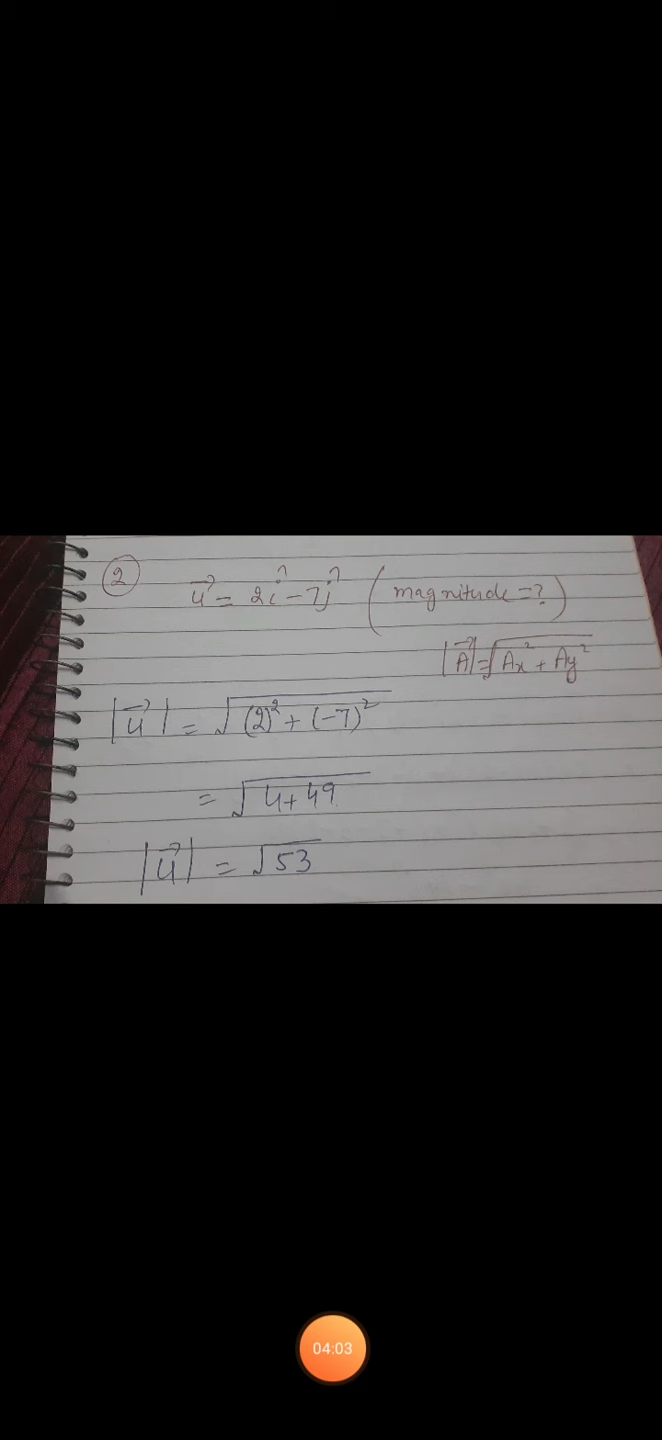 ② u⃗ = 2î - 7ĵ (magnitude = ?)
|A⃗| = √(Ax² + Ay²)
|u⃗| = √((2)² + (-7)²)
= √(4+49)
|u⃗| = √53
04:03